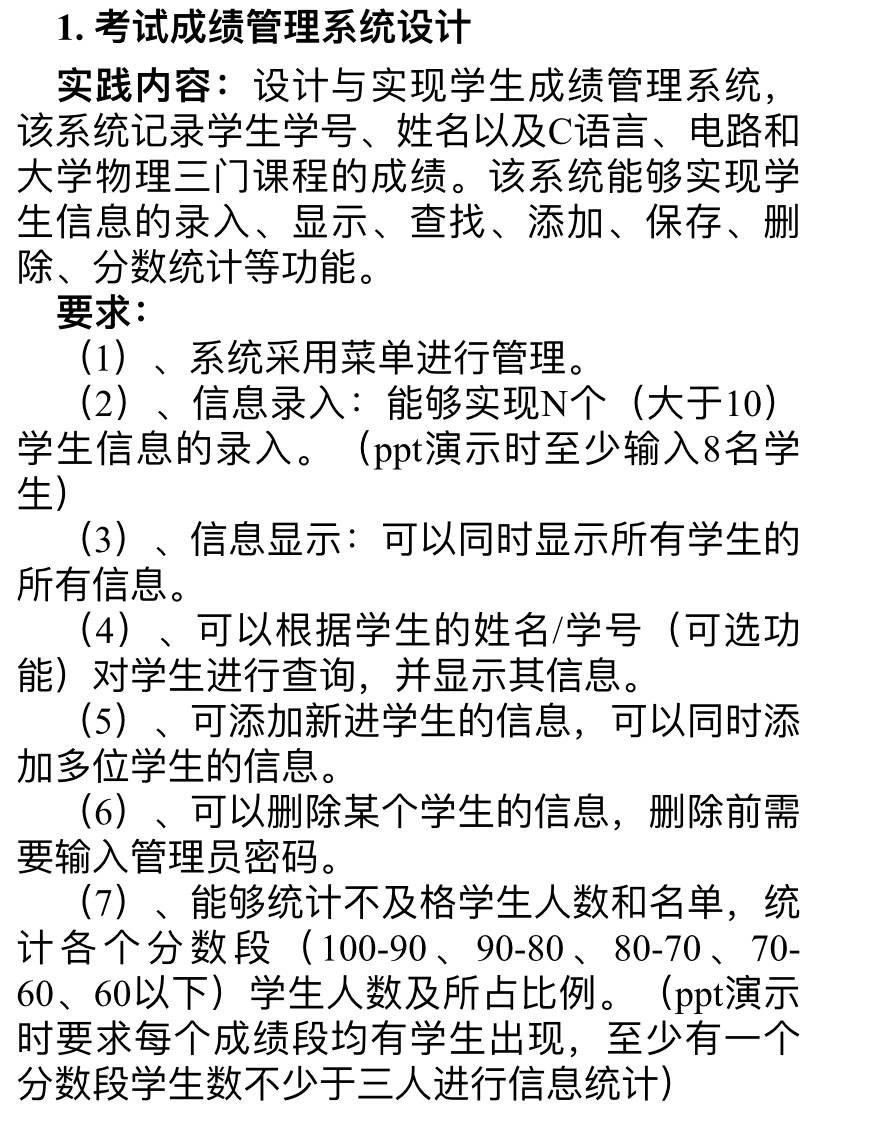 1. 考试成绩管理系统设计
实践内容：设计与实现学生成绩管理系统，
该系统记录学生学号、姓名以及C语言、电路和
大学物理三门课程的成绩。该系统能够实现学
生信息的录入、显示、查找、添加、保存、删
除、分数统计等功能。
要求：
（1）、系统采用菜单进行管理。
（2）、信息录入：能够实现N个（大于10）
学生信息的录入。（ppt演示时至少输入8名学
生）
（3）、信息显示：可以同时显示所有学生的
所有信息。
（4）、可以根据学生的姓名/学号（可选功
能）对学生进行查询，并显示其信息。
（5）、可添加新进学生的信息，可以同时添
加多位学生的信息。
（6）、可以删除某个学生的信息，删除前需
要输入管理员密码。
（7）、能够统计不及格学生人数和名单，统
计各个分数段（100-90、90-80、80-70、70-
60、60以下）学生人数及所占比例。（ppt演示
时要求每个成绩段均有学生出现，至少有一个
分数段学生数不少于三人进行信息统计）